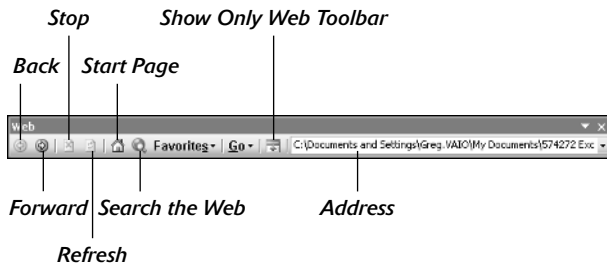 Stop
Show Only Web Toolbar
Back
Start Page
Web
Favorites
Go
C:\Documents and Settings\Greg.VAIO\My Documents\574272 Exc
Forward
Search the Web
Address
Refresh